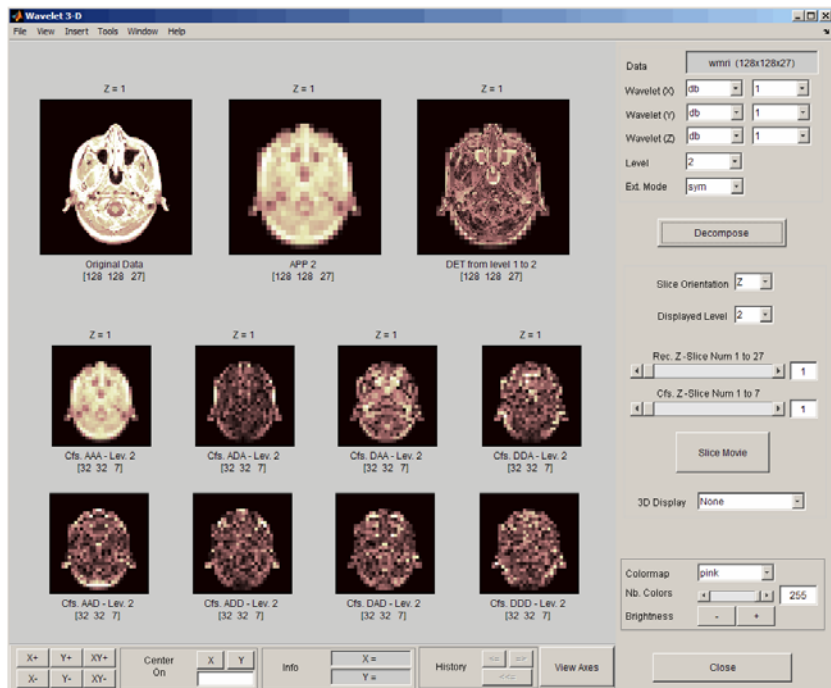 Wavelet 3-D
File View Insert Tools Window Help
Z = 1 Z = 1 Z = 1
Original Data APP 2 DET from level 1 to 2
[128 128 27] [128 128 27] [128 128 27]
Z = 1 Z = 1 Z = 1 Z = 1
Cfs. AAA - Lev. 2 Cfs. ADA - Lev. 2 Cfs. DAA - Lev. 2 Cfs. DDA - Lev. 2
[32 32 7] [32 32 7] [32 32 7] [32 32 7]
Cfs. AAD - Lev. 2 Cfs. ADD - Lev. 2 Cfs. DAD - Lev. 2 Cfs. DDD - Lev. 2
[32 32 7] [32 32 7] [32 32 7] [32 32 7]
Data wmri (128x128x27)
Wavelet (X) db 1
Wavelet (Y) db 1
Wavelet (Z) db 1
Level 2
Ext. Mode sym
Decompose
Slice Orientation Z
Displayed Level 2
Rec. Z-Slice Num 1 to 27
1
Cfs. Z-Slice Num 1 to 7
1
Slice Movie
3D Display None
Colormap pink
Nb. Colors 255
Brightness - +
X+ Y+ XY+
X- Y- XY-
Center On X Y
Info X =
Y =
History <= =>
<<=
View Axes
Close